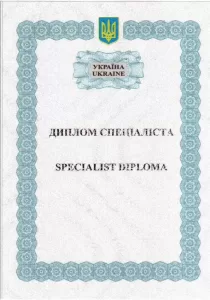 УКРАЇНА
UKRAINE
ДИПЛОМ СПЕЦІАЛІСТА
SPECIALIST DIPLOMA